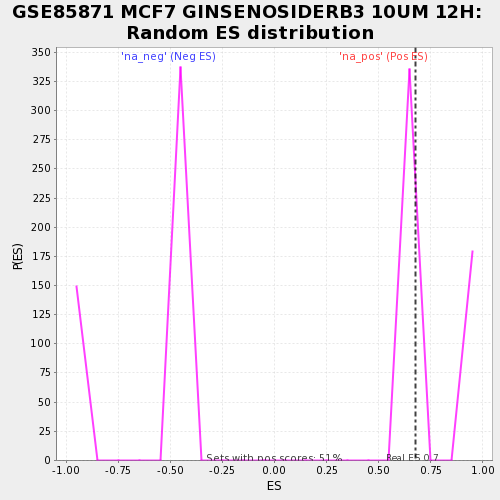 GSE85871 MCF7 GINSENOSIDERB3 10UM 12H:
Random ES distribution
'na_neg' (Neg ES)
'na_pos' (Pos ES)
350
325
300
275
250
225
200
175
150
125
100
75
50
25
0
P(ES)
Sets with pos scores: 51%
Real ES 0.7
-1.00 -0.75 -0.50 -0.25 0.00 0.25 0.50 0.75 1.00
ES